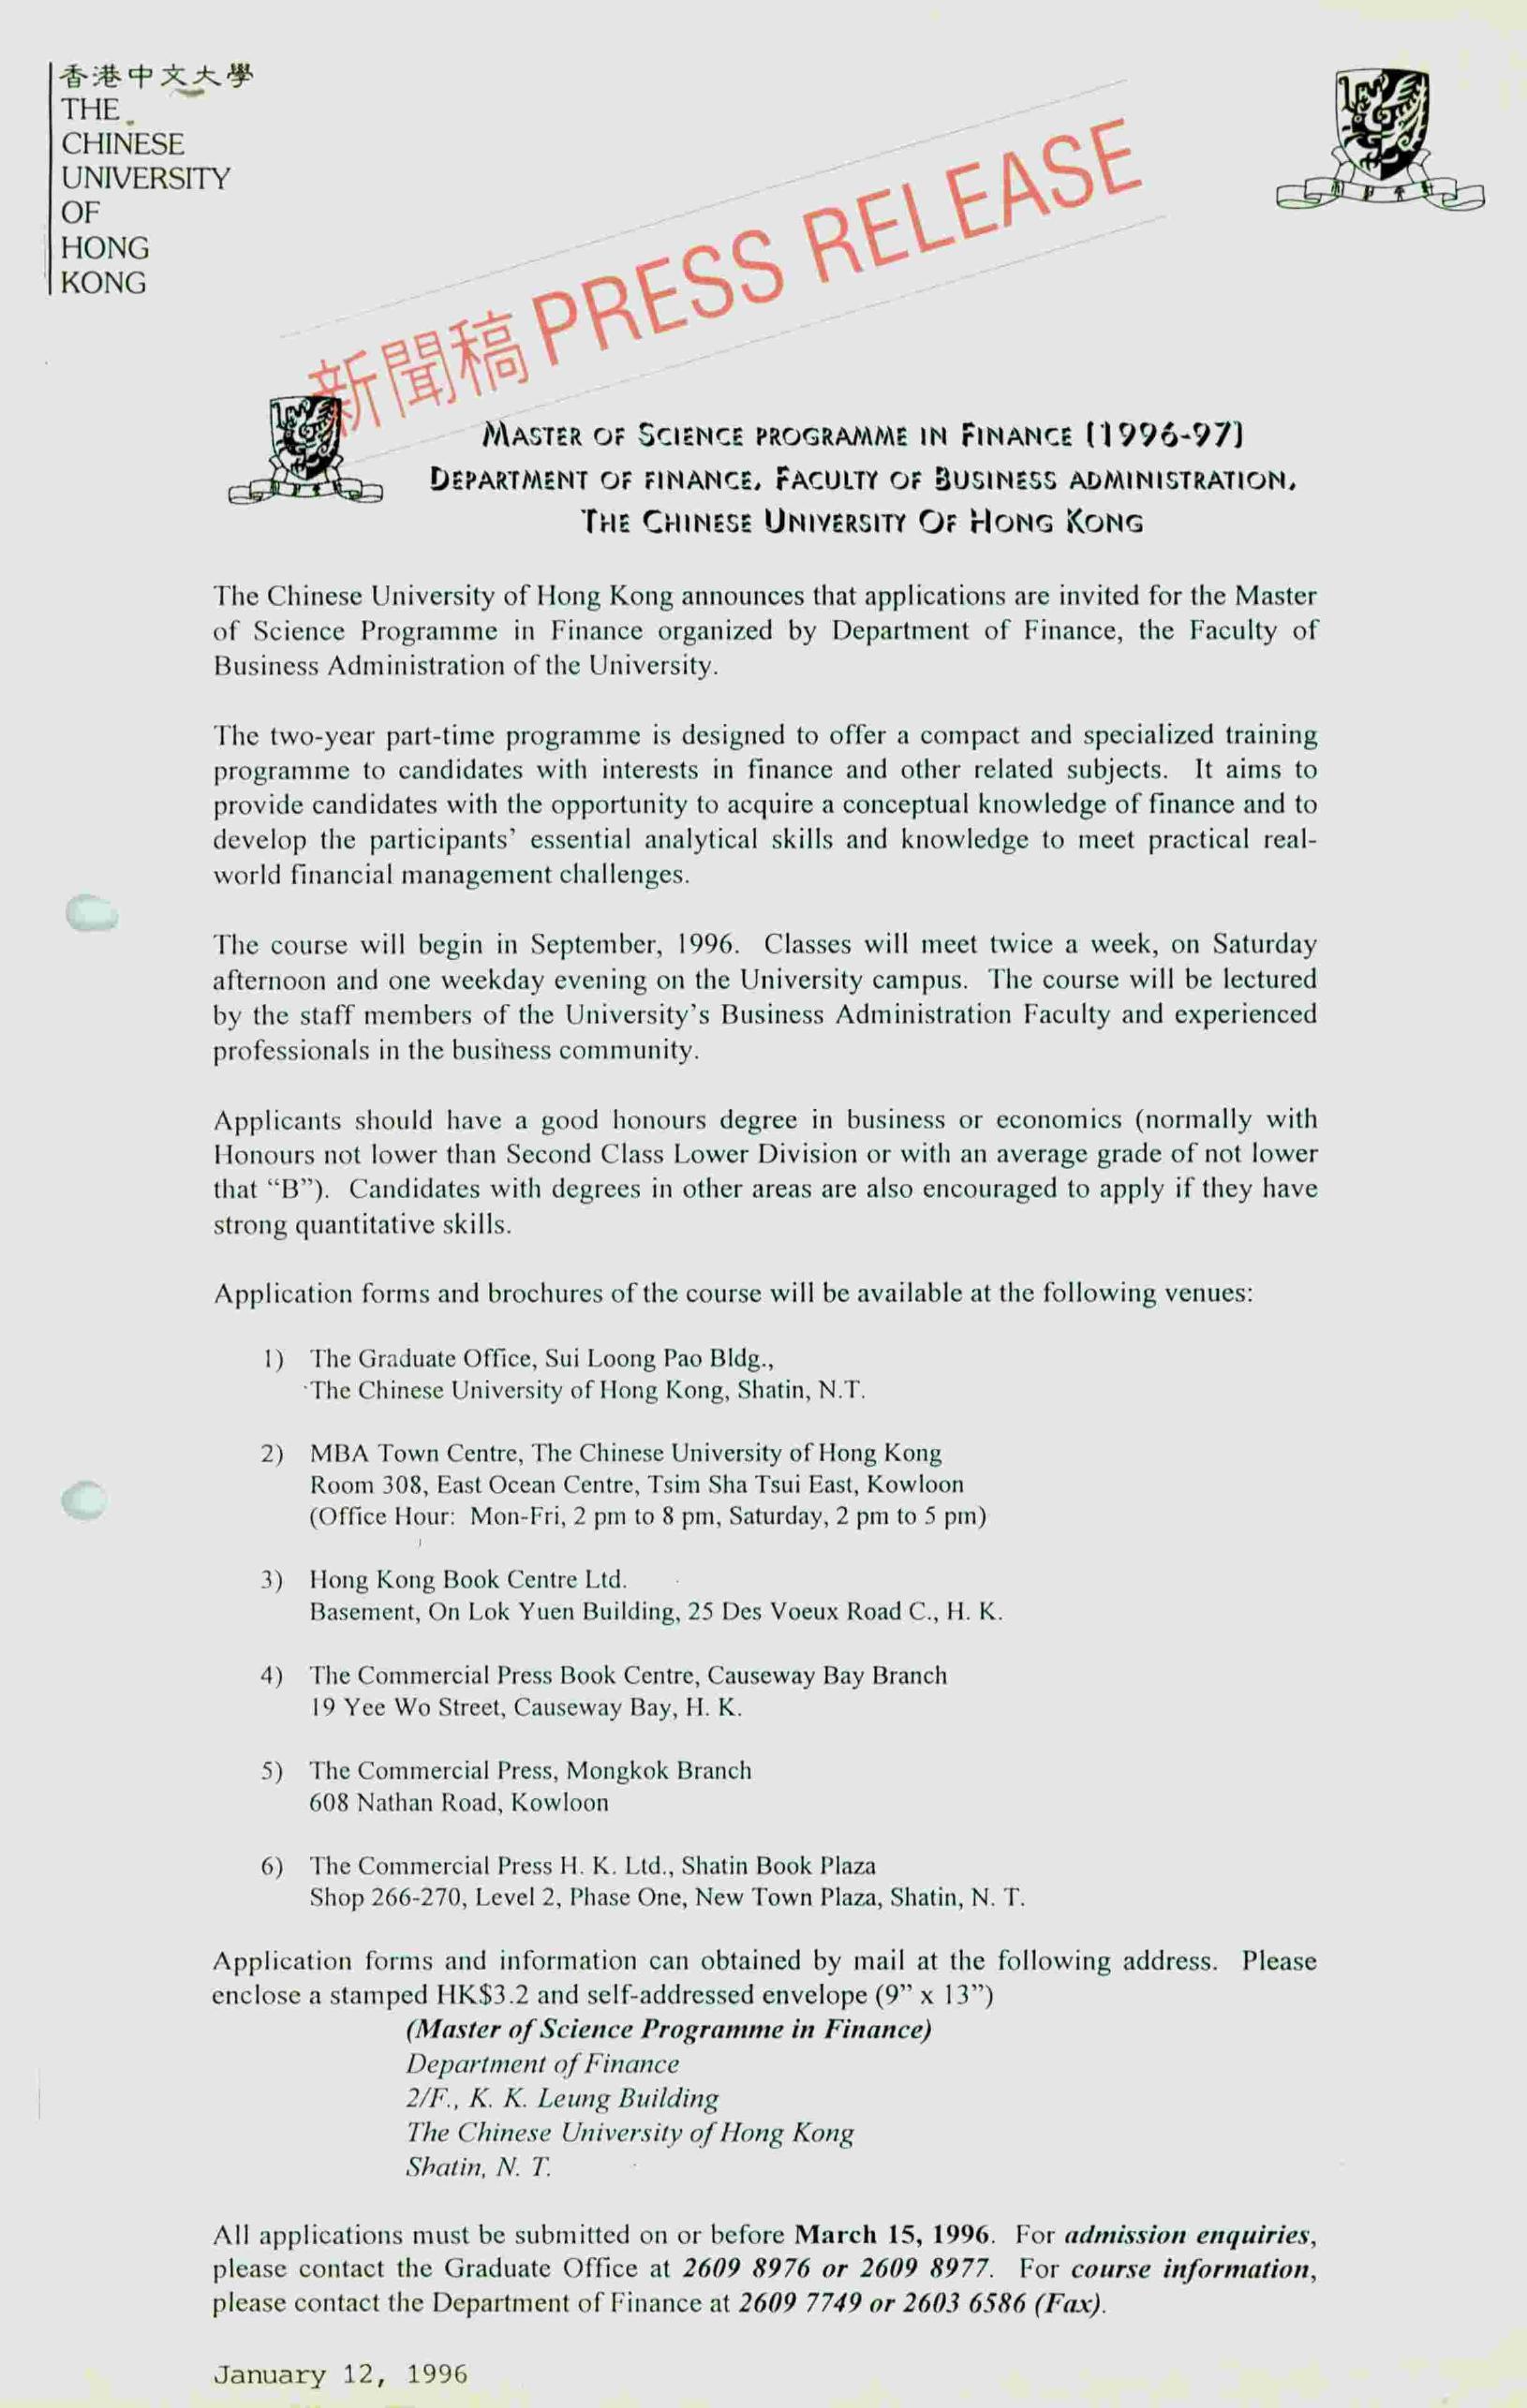 香港中文大學
THE
CHINESE
UNIVERSITY
OF
HONG
KONG
新聞稿 PRESS RELEASE
MASTER OF SCIENCE PROGRAMME IN FINANCE (1996-97)
DEPARTMENT OF FINANCE, FACULTY OF BUSINESS ADMINISTRATION,
THE CHINESE UNIVERSITY OF HONG KONG
The Chinese University of Hong Kong announces that applications are invited for the Master
of Science Programme in Finance organized by Department of Finance, the Faculty of
Business Administration of the University.
The two-year part-time programme is designed to offer a compact and specialized training
programme to candidates with interests in finance and other related subjects. It aims to
provide candidates with the opportunity to acquire a conceptual knowledge of finance and to
develop the participants' essential analytical skills and knowledge to meet practical real-
world financial management challenges.
The course will begin in September, 1996. Classes will meet twice a week, on Saturday
afternoon and one weekday evening on the University campus. The course will be lectured
by the staff members of the University's Business Administration Faculty and experienced
professionals in the business community.
Applicants should have a good honours degree in business or economics (normally with
Honours not lower than Second Class Lower Division or with an average grade of not lower
that "B"). Candidates with degrees in other areas are also encouraged to apply if they have
strong quantitative skills.
Application forms and brochures of the course will be available at the following venues:
1) The Graduate Office, Sui Loong Pao Bldg.,
The Chinese University of Hong Kong, Shatin, N.T.
2) MBA Town Centre, The Chinese University of Hong Kong
Room 308, East Ocean Centre, Tsim Sha Tsui East, Kowloon
(Office Hour: Mon-Fri, 2 pm to 8 pm, Saturday, 2 pm to 5 pm)
3) Hong Kong Book Centre Ltd.
Basement, On Lok Yuen Building, 25 Des Voeux Road C., H. K.
4) The Commercial Press Book Centre, Causeway Bay Branch
19 Yee Wo Street, Causeway Bay, H. K.
5) The Commercial Press, Mongkok Branch
608 Nathan Road, Kowloon
6) The Commercial Press H. K. Ltd., Shatin Book Plaza
Shop 266-270, Level 2, Phase One, New Town Plaza, Shatin, N. T.
Application forms and information can obtained by mail at the following address. Please
enclose a stamped HK$3.2 and self-addressed envelope (9" x 13")
(Master of Science Programme in Finance)
Department of Finance
2/F., K. K. Leung Building
The Chinese University of Hong Kong
Shatin, N. T.
All applications must be submitted on or before March 15, 1996. For admission enquiries,
please contact the Graduate Office at 2609 8976 or 2609 8977. For course information,
please contact the Department of Finance at 2609 7749 or 2603 6586 (Fax).
January 12, 1996